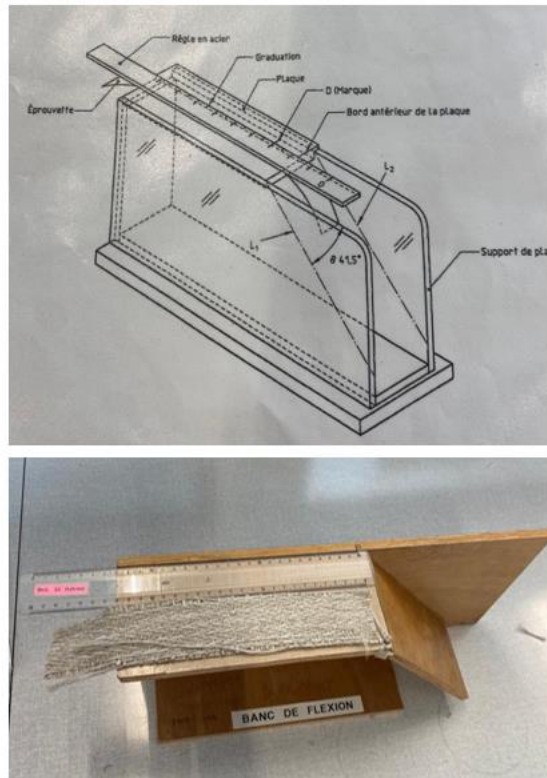 Règle en acier
Graduation
Plaque
D (Marque)
Bord antérieur de la plaque
Éprouvette
L₂
L₁
θ 41,5°
Support de pla
BANC DE FLEXION